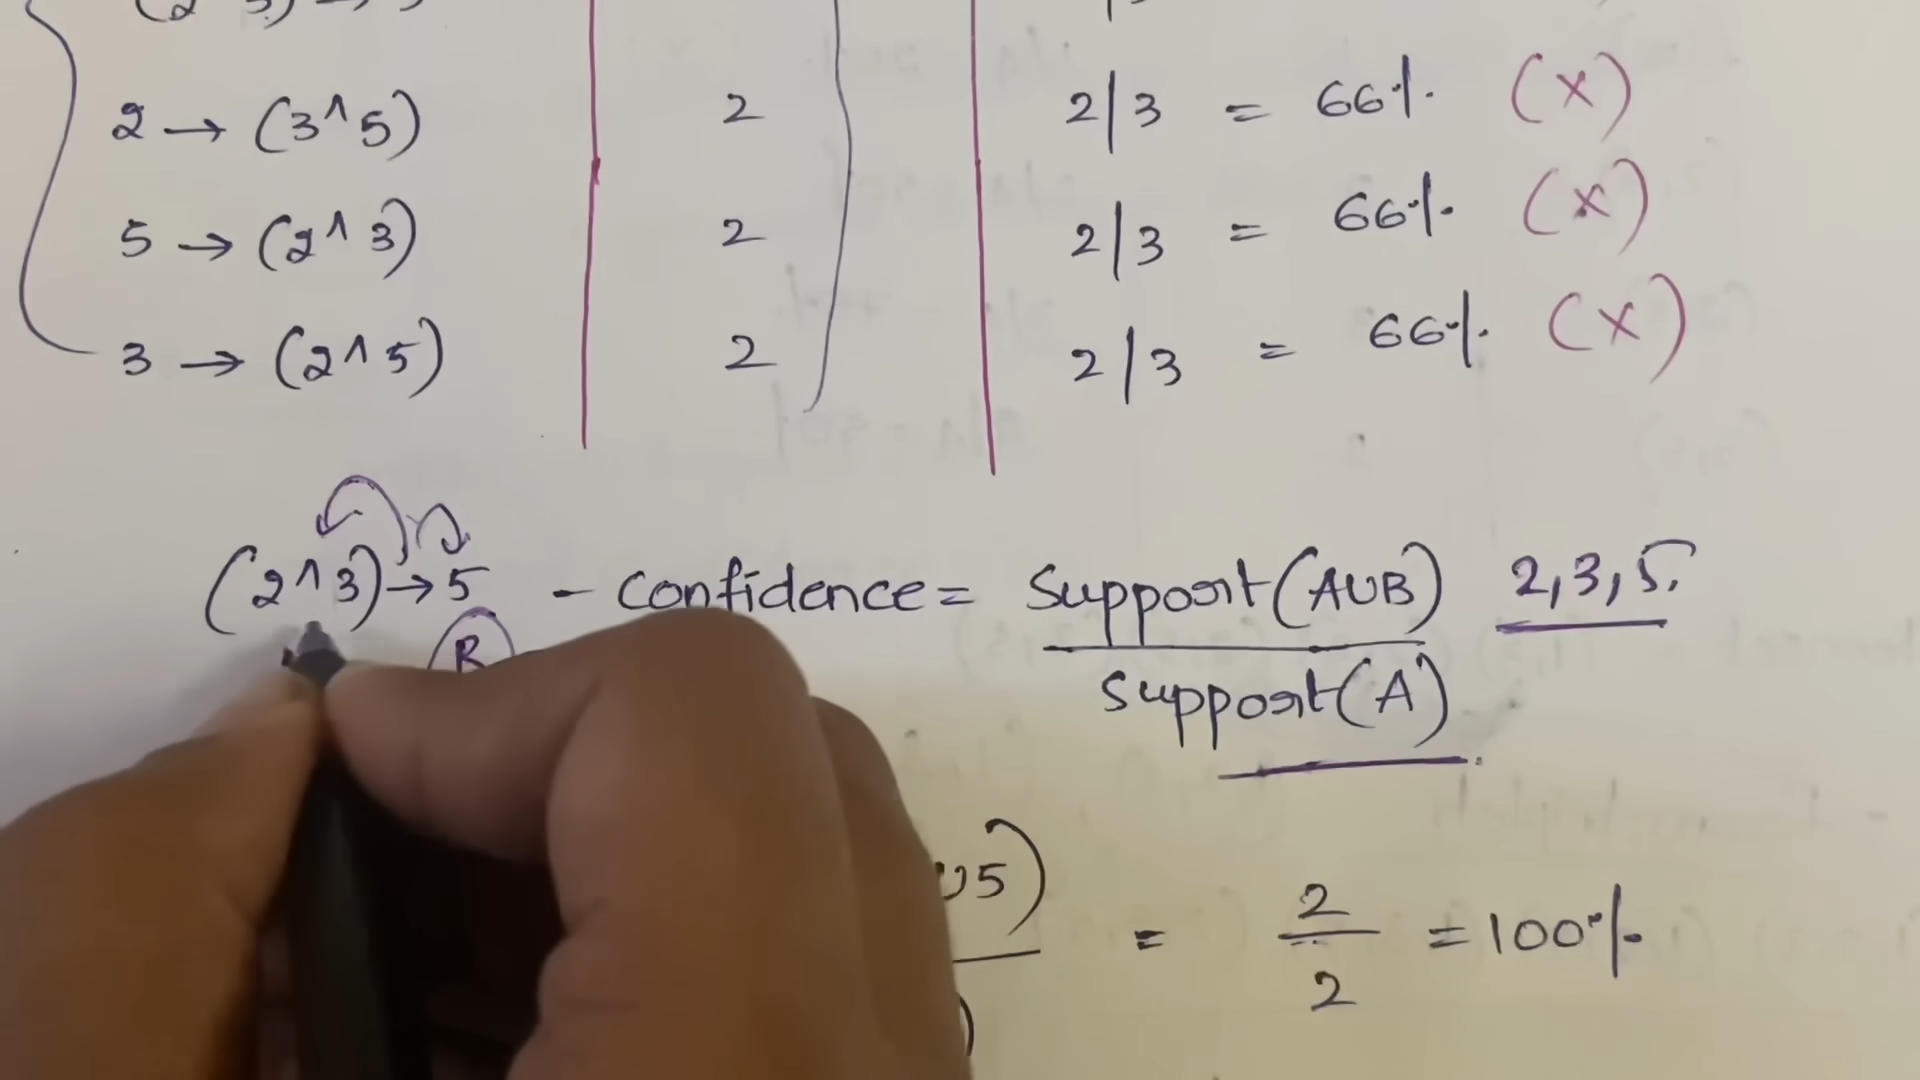 2 → (3^5) 2 2/3 = 66% (X)
5 → (2^3) 2 2/3 = 66% (X)
3 → (2^5) 2 2/3 = 66% (X)
(2^3)→5 - Confidence = Support(AUB) 2,3,5.
B
Support(A)
U5) = 2 = 100%
2
)